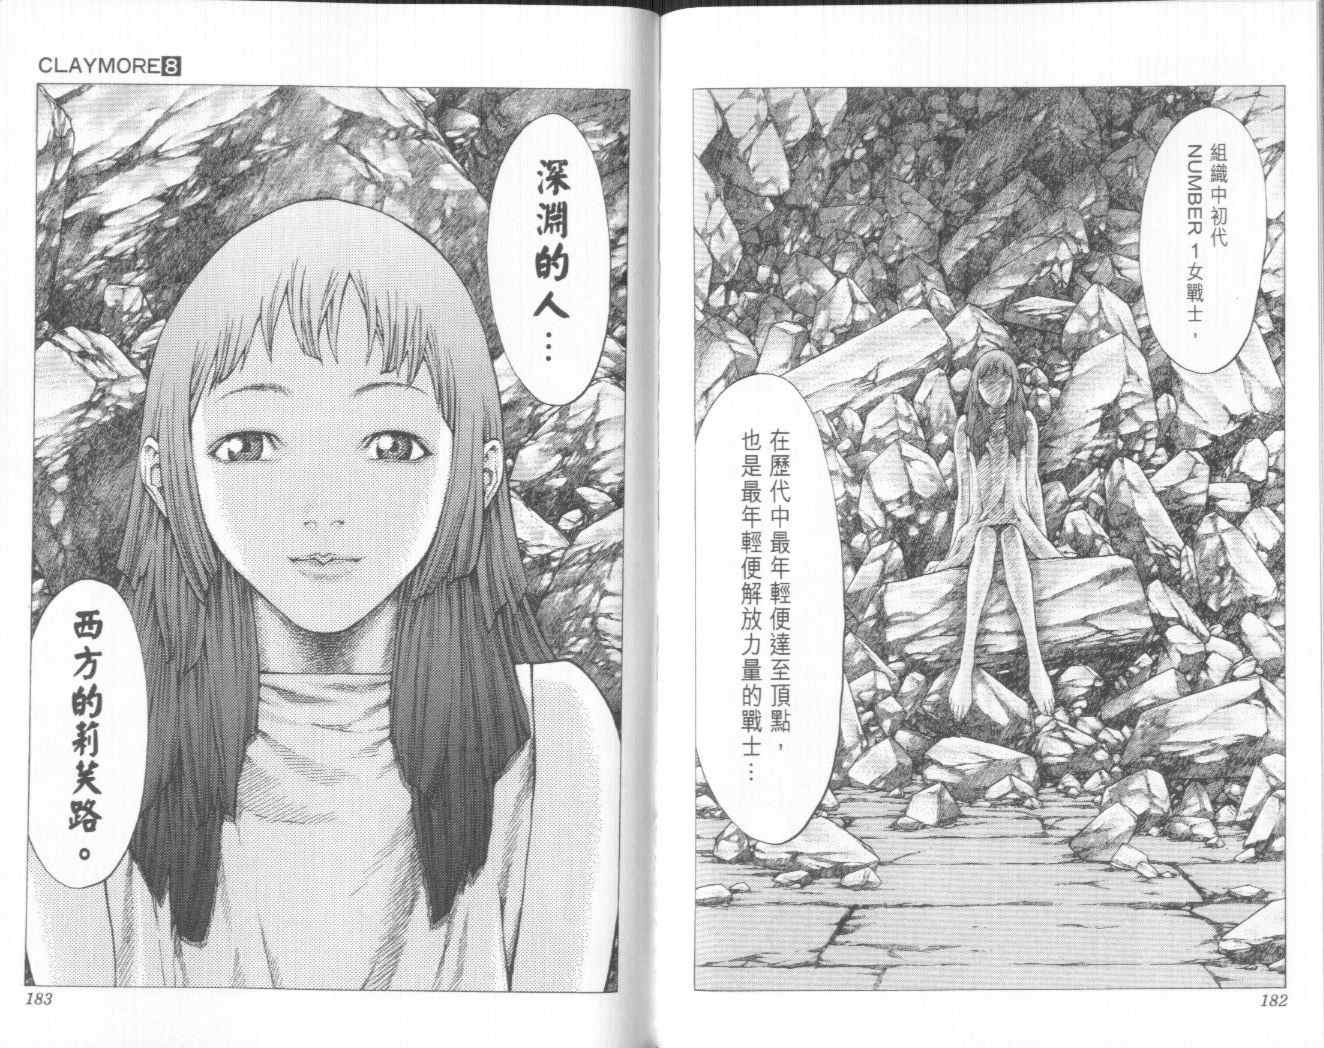 組織中初代
NUMBER 1女戰士，
在歷代中最年輕便達至頂點，
也是最年輕便解放力量的戰士…
182
CLAYMORE8
深淵的人…
西方的莉芙路。
183